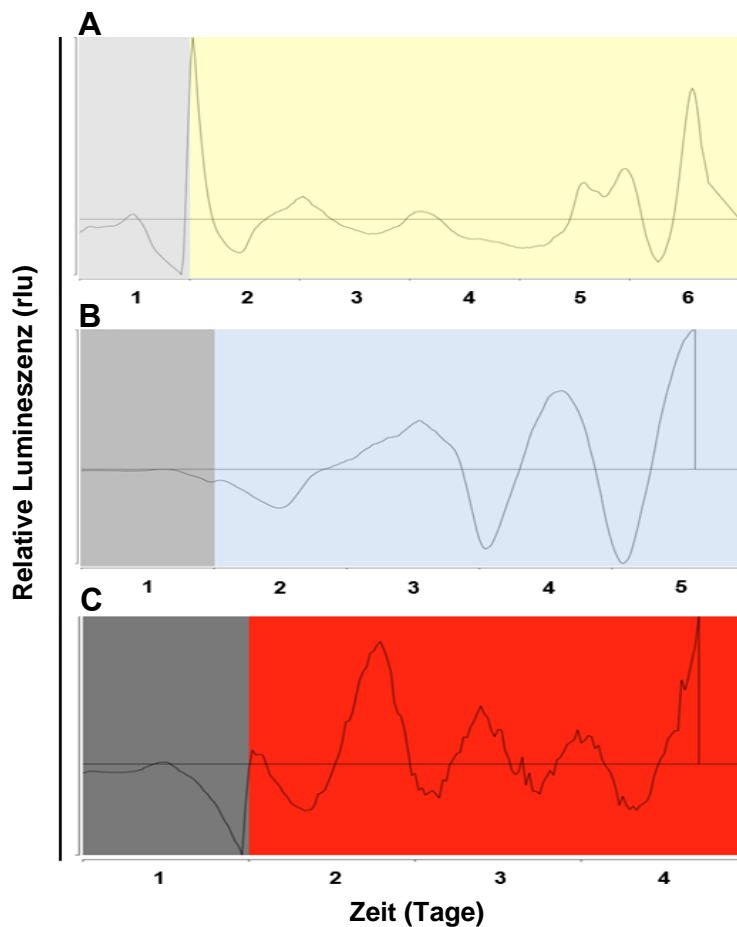 A
1 2 3 4 5 6
B
1 2 3 4 5
C
1 2 3 4
Zeit (Tage)
Relative Lumineszenz (rlu)